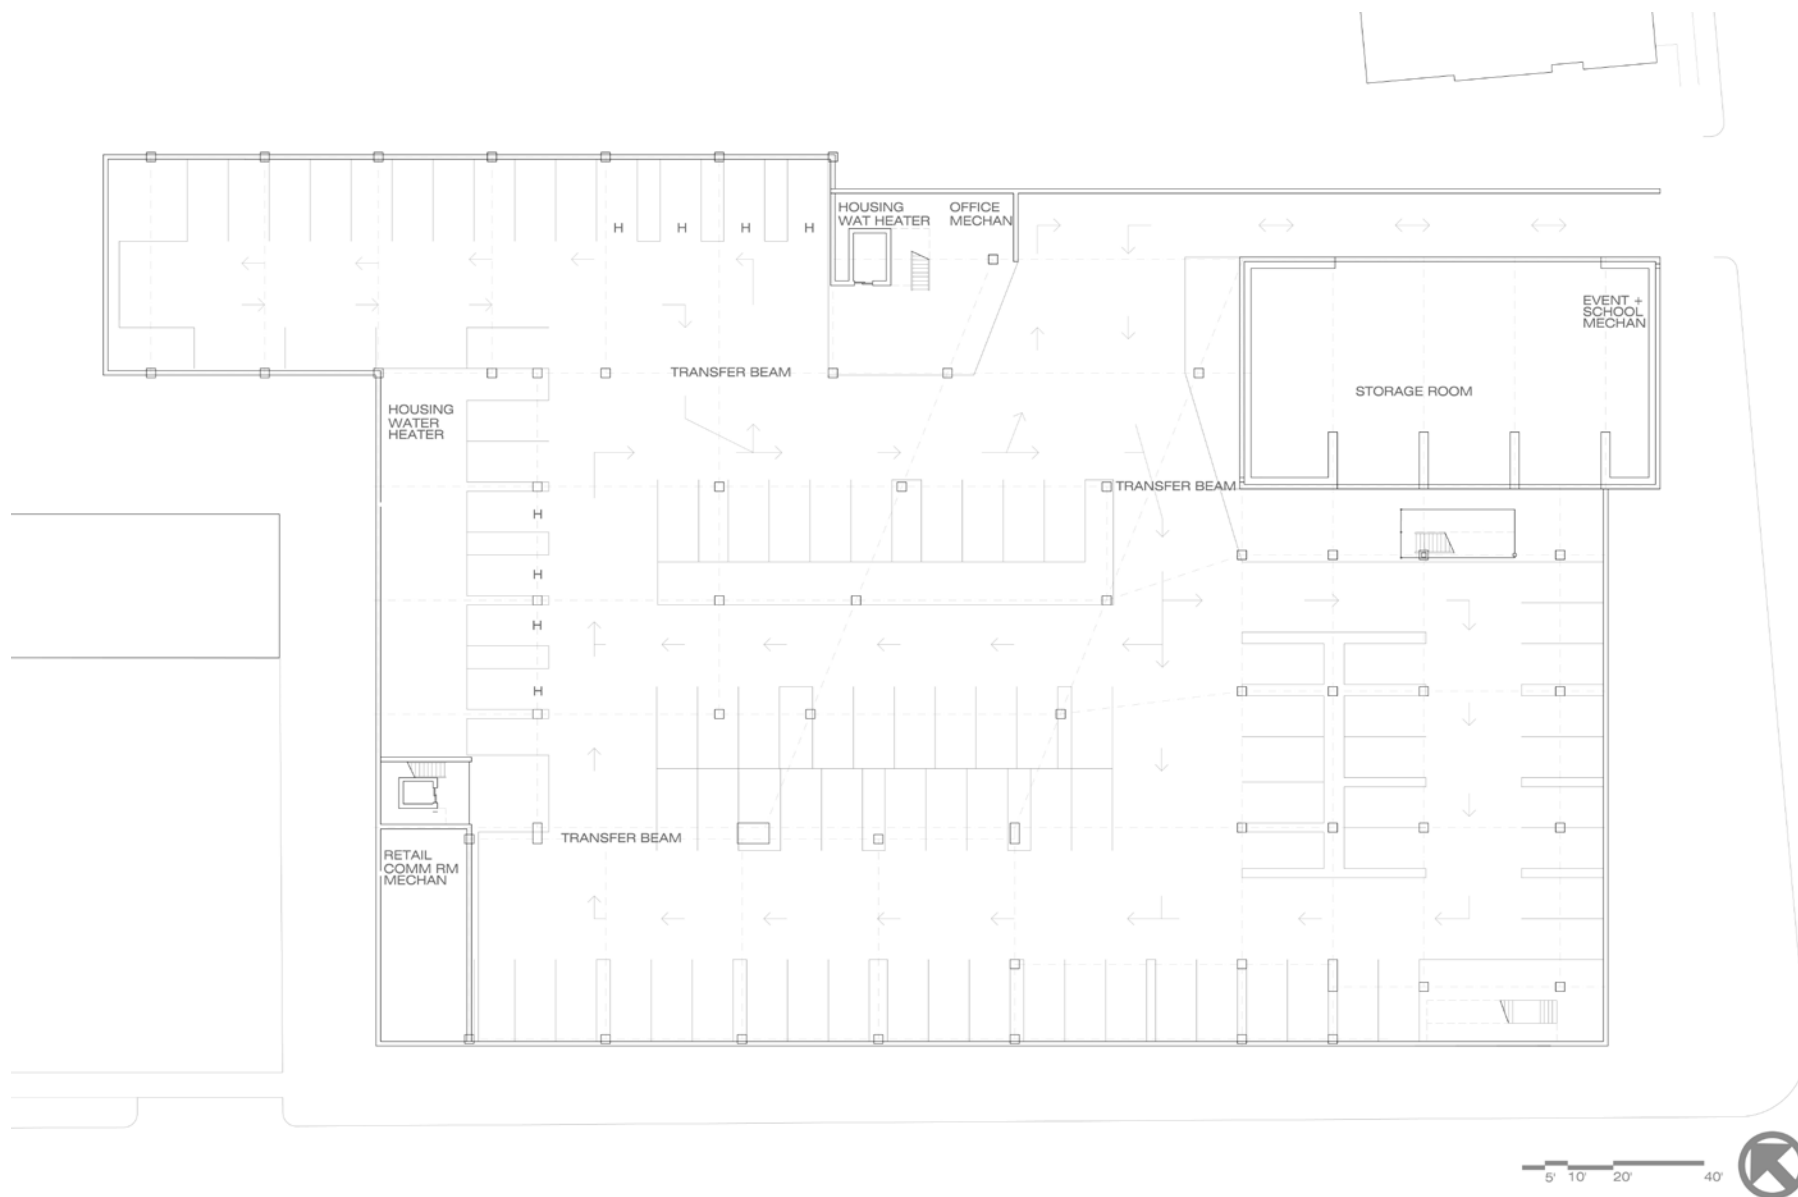 HOUSING
WAT HEATER
OFFICE
MECHAN
H
H
H
H
EVENT +
SCHOOL
MECHAN
TRANSFER BEAM
STORAGE ROOM
HOUSING
WATER
HEATER
TRANSFER BEAM
H
H
H
H
TRANSFER BEAM
RETAIL
COMM RM
MECHAN
5' 10' 20' 40'